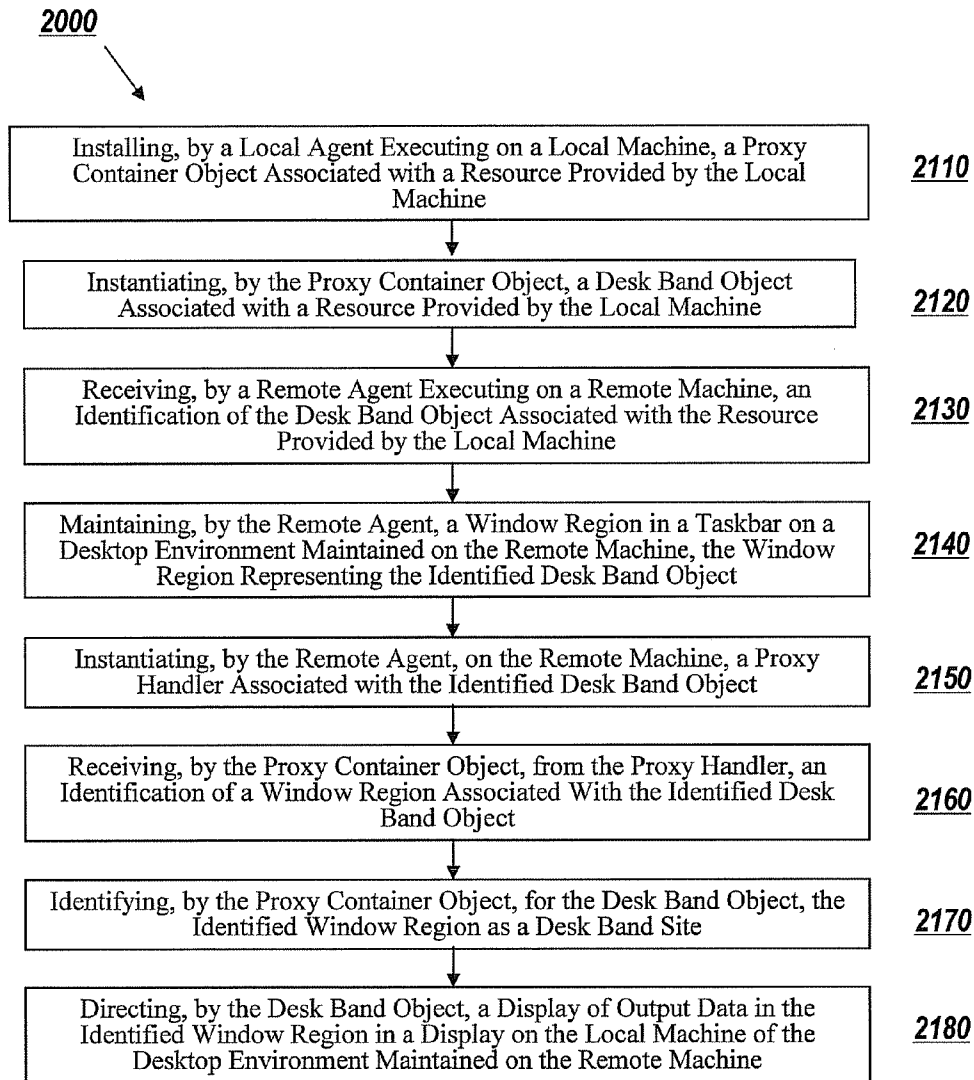 2000
Installing, by a Local Agent Executing on a Local Machine, a Proxy
Container Object Associated with a Resource Provided by the Local
Machine
2110
Instantiating, by the Proxy Container Object, a Desk Band Object
Associated with a Resource Provided by the Local Machine
2120
Receiving, by a Remote Agent Executing on a Remote Machine, an
Identification of the Desk Band Object Associated with the Resource
Provided by the Local Machine
2130
Maintaining, by the Remote Agent, a Window Region in a Taskbar on a
Desktop Environment Maintained on the Remote Machine, the Window
Region Representing the Identified Desk Band Object
2140
Instantiating, by the Remote Agent, on the Remote Machine, a Proxy
Handler Associated with the Identified Desk Band Object
2150
Receiving, by the Proxy Container Object, from the Proxy Handler, an
Identification of a Window Region Associated With the Identified Desk
Band Object
2160
Identifying, by the Proxy Container Object, for the Desk Band Object, the
Identified Window Region as a Desk Band Site
2170
Directing, by the Desk Band Object, a Display of Output Data in the
Identified Window Region in a Display on the Local Machine of the
Desktop Environment Maintained on the Remote Machine
2180